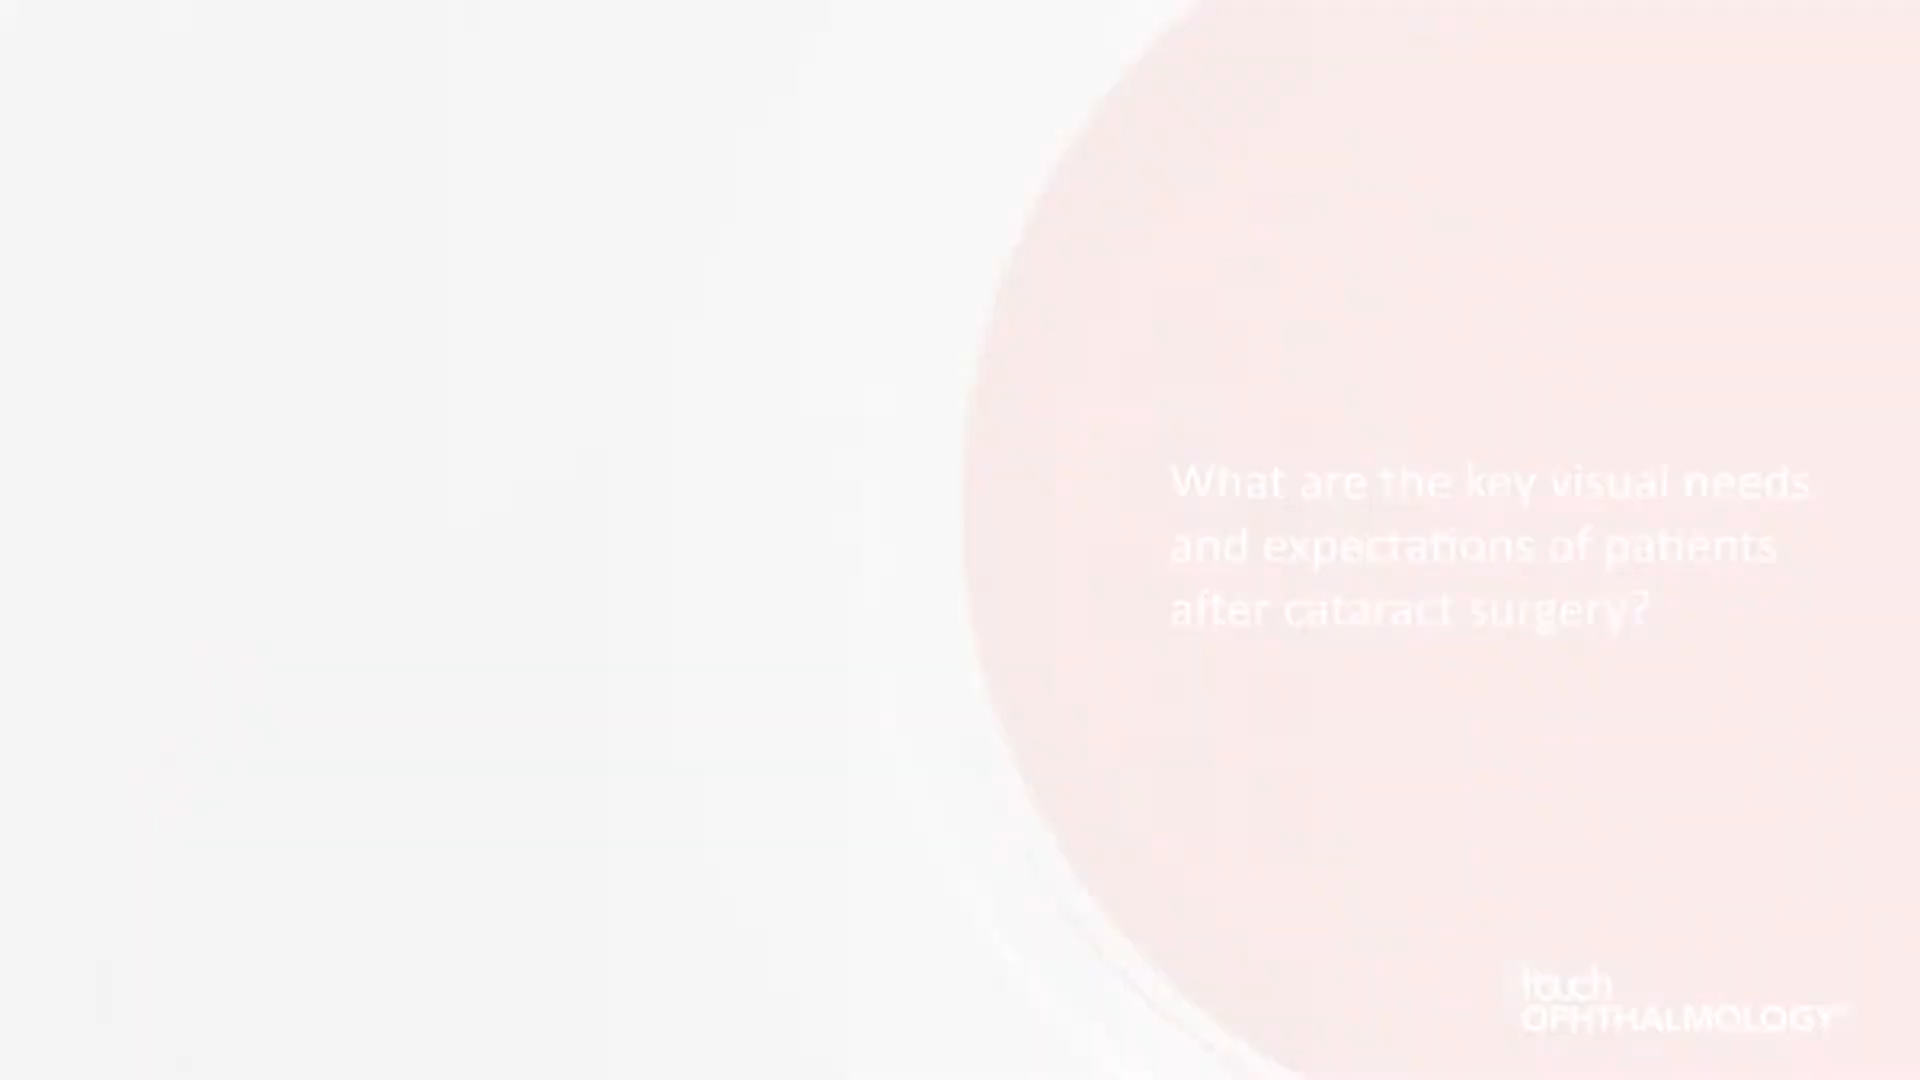 What are the key visual needs
and expectations of patients
after cataract surgery?
touch
OPHTHALMOLOGY